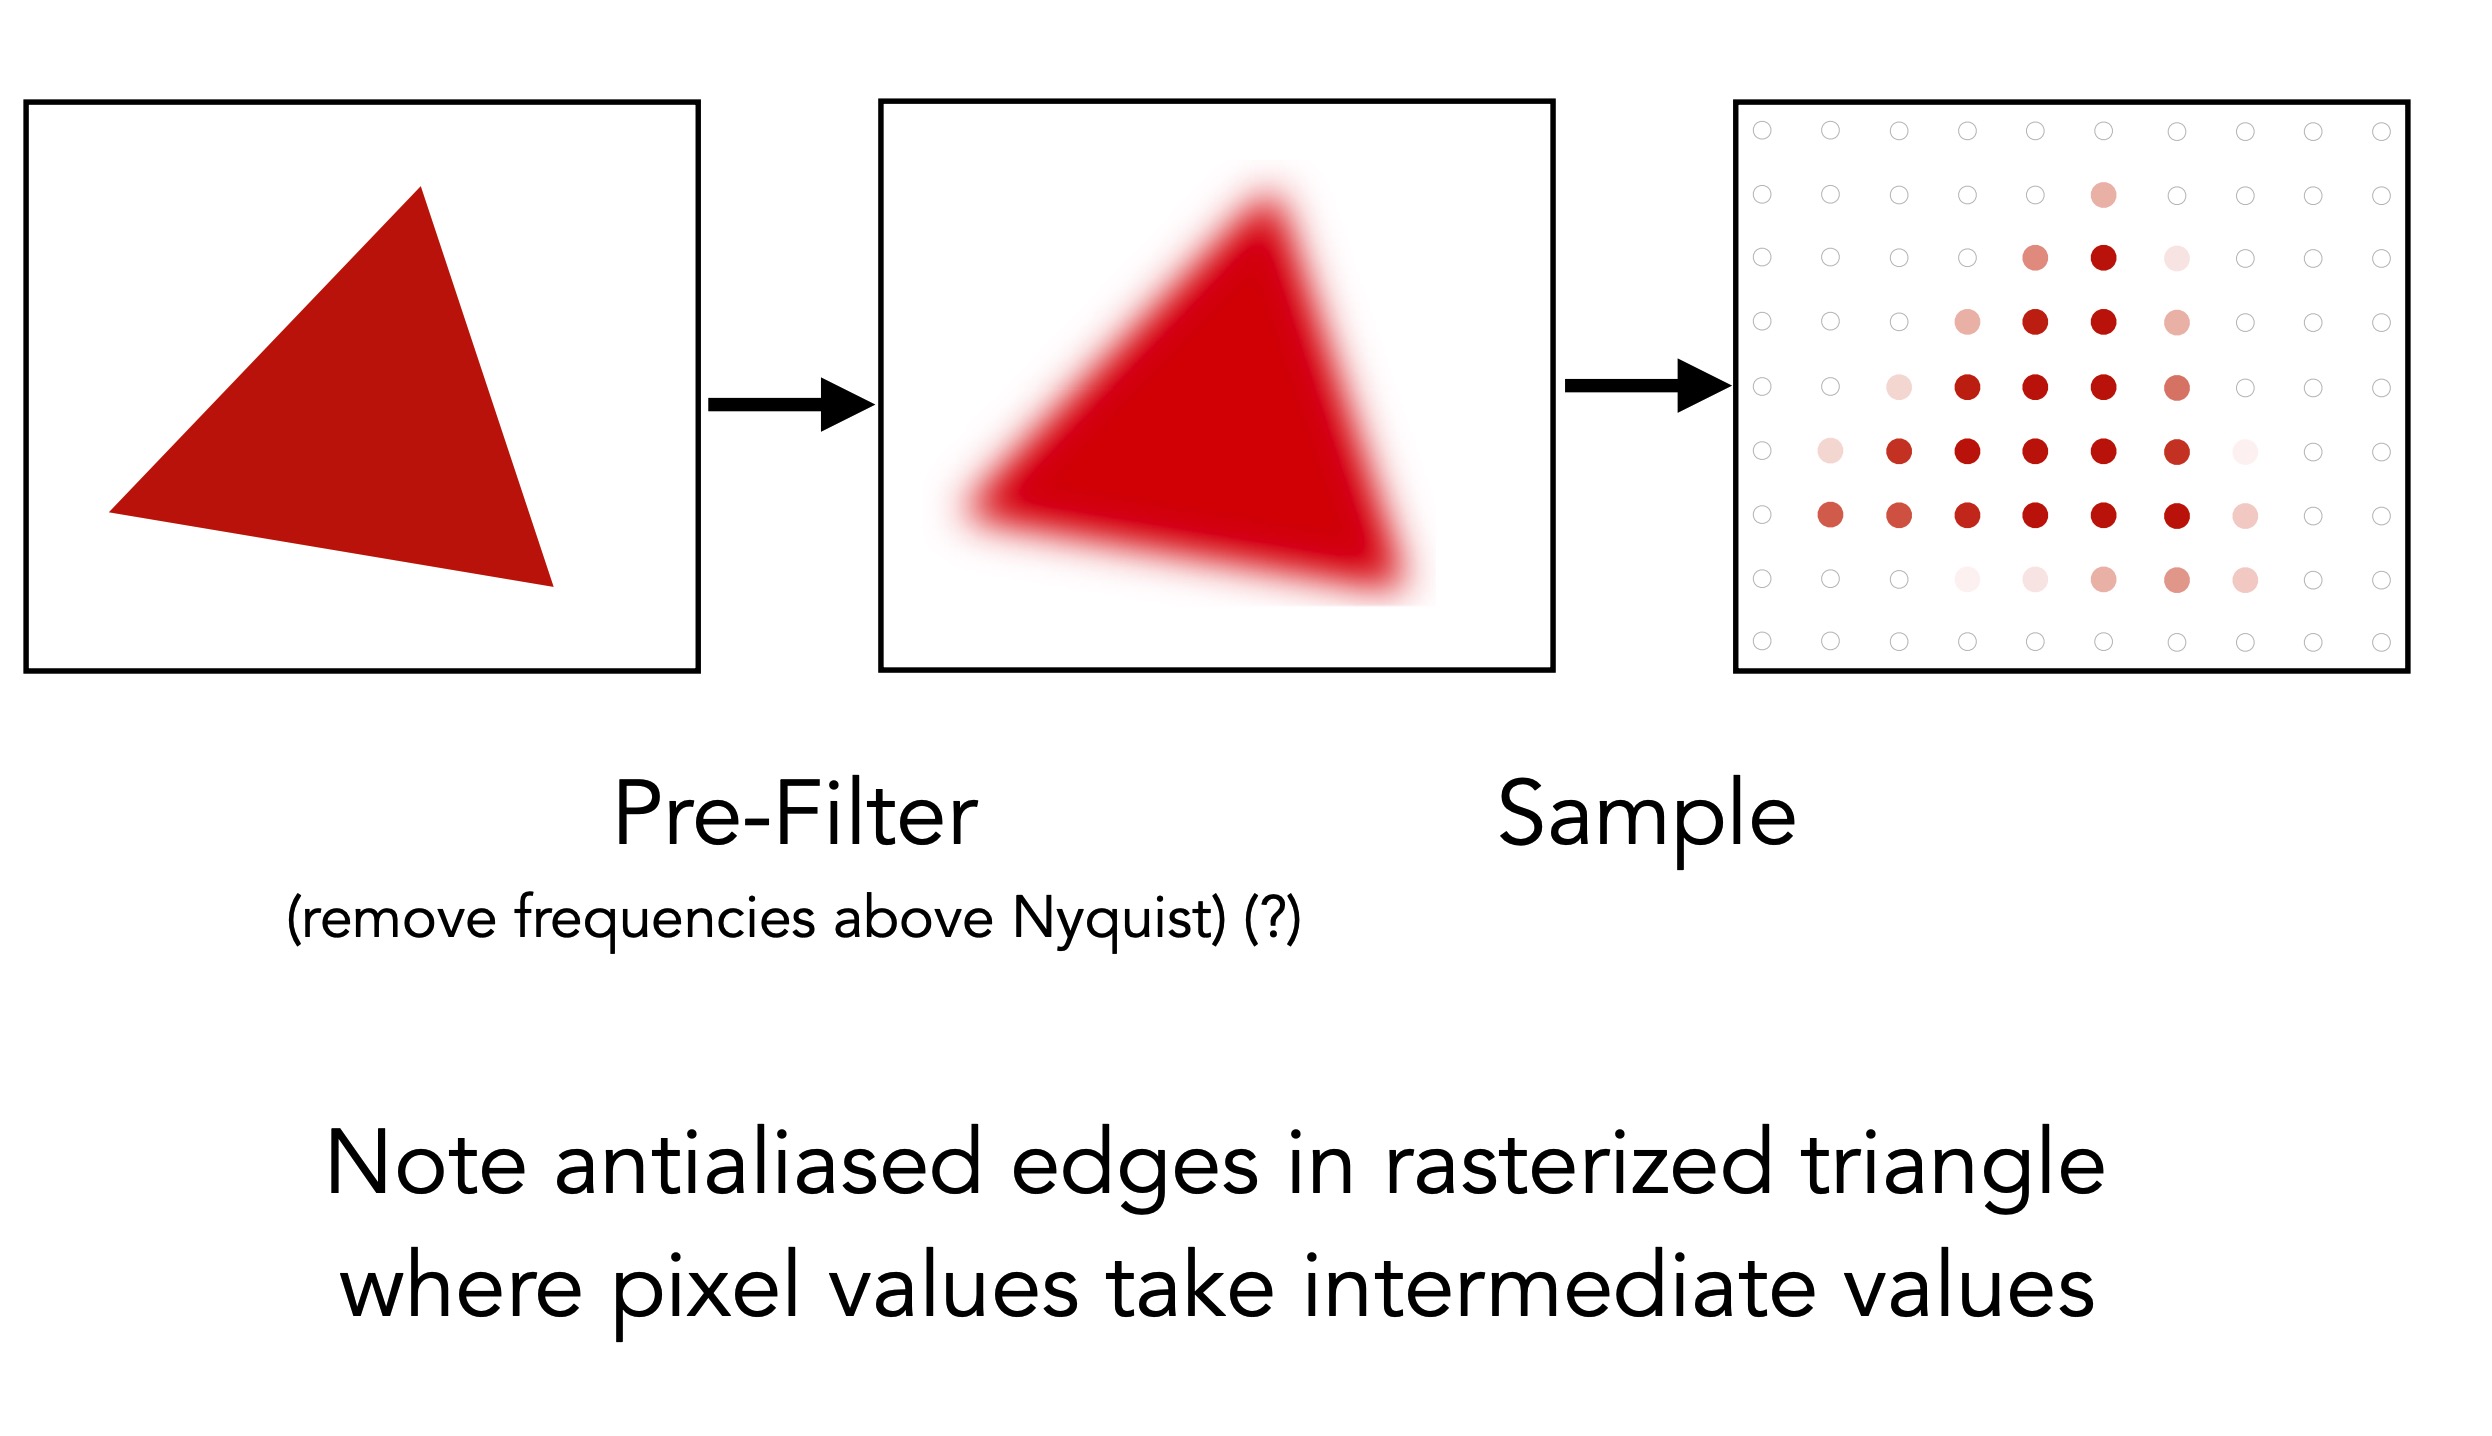 Pre-Filter
Sample
(remove frequencies above Nyquist) (?)
Note antialiased edges in rasterized triangle
where pixel values take intermediate values